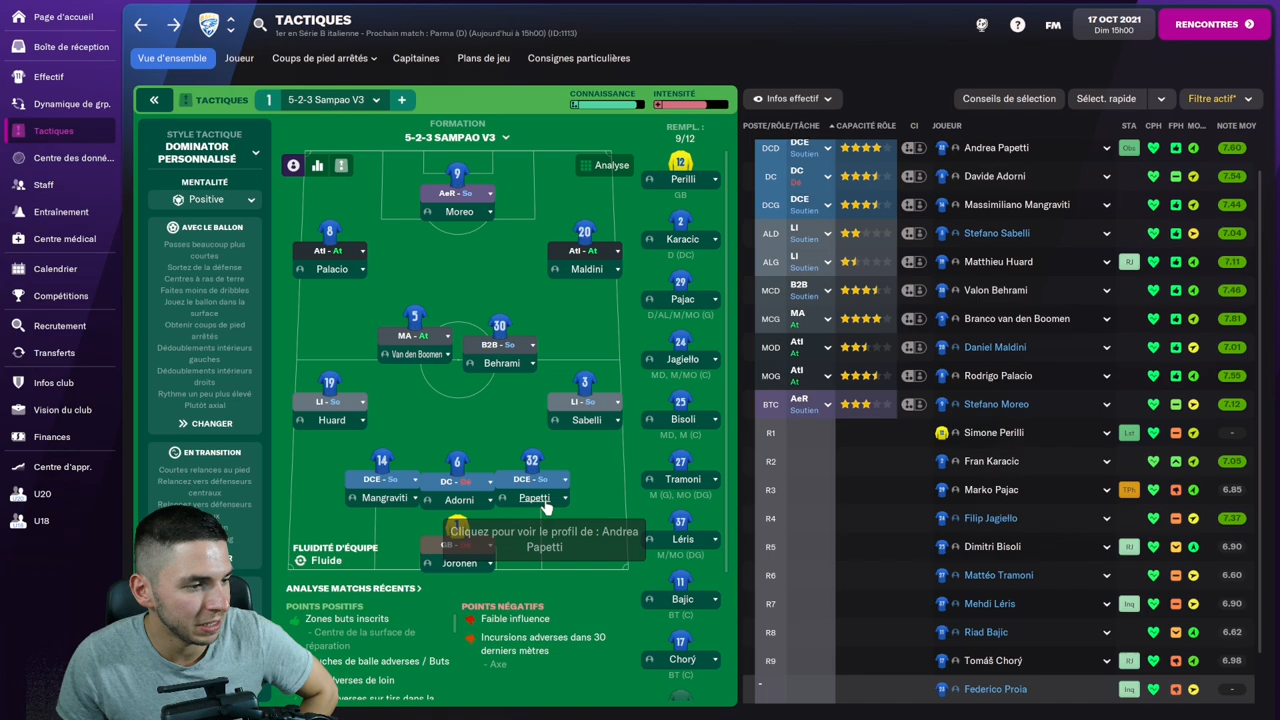 Page d'accueil
Boîte de réception
Effectif
Dynamique de grp.
Tactiques
Centre des donné...
Staff
Entraînement
Centre médical
Calendrier
Compétitions
Recrutement
Transferts
Infos club
Vision du club
Finances
Centre d'appr.
U20
U18
TACTIQUES
1er en Série B italienne - Prochain match : Parma (D) (Aujourd'hui à 15h00) (ID:1113)
FM
17 OCT 2021
Dim 15h00
RENCONTRES
Vue d'ensemble
Joueur
Coups de pied arrêtés
Capitaines
Plans de jeu
Consignes particulières
TACTIQUES
1
5-2-3 Sampao V3
CONNAISSANCE
INTENSITÉ
STYLE TACTIQUE
DOMINATOR
PERSONNALISÉ
MENTALITÉ
Positive
AVEC LE BALLON
Passes beaucoup plus
courtes
Sortez de la défense
Centres à ras de terre
Faites moins de dribbles
Jouez le ballon dans la
surface
Obtenir coups de pied
arrêtés
Dédoublements intérieurs
gauches
Dédoublements intérieurs
droits
Rythme un peu plus élevé
Plutôt axial
CHANGER
EN TRANSITION
Courtes relances au pied
Relances vers défenseurs
centraux
FORMATION
5-2-3 SAMPAO V3
Analyse
9
AeR - So
Moreo
8
Atl - At
Palacio
20
Atl - At
Maldini
5
MA - At
Van den Boomen
30
B2B - So
Behrami
19
LI - So
Huard
3
LI - So
Sabelli
14
DCE - So
Mangraviti
6
DC - Dé
Adorni
32
DCE - So
Papetti
Cliquez pour voir le profil de : Andrea
Papetti
Joronen
FLUIDITÉ D'ÉQUIPE
Fluide
ANALYSE MATCHS RÉCENTS
POINTS POSITIFS
Zones buts inscrits
- Centre de la surface de
réparation
POINTS NÉGATIFS
Faible influence
Incursions adverses dans 30
derniers mètres
- Axe
REMPL. :
9/12
12
Perilli
GB
2
Karacic
D (DC)
29
Pajac
D/AL/M/MO (G)
24
Jagiello
MD, M/MO (C)
25
Bisoli
MD, M (C)
27
Tramoni
M (G), MO (DG)
37
Léris
M/MO (DG)
11
Bajic
BT (C)
17
Chorý
BT (C)
Infos effectif
Conseils de sélection
Sélect. rapide
Filtre actif*
POSTE/RÔLE/TÂCHE
CAPACITÉ RÔLE
CI
JOUEUR
STA
CPH
FPH
MO...
NOTE MOY
DCD DCE Soutien Andrea Papetti Obs 7.60
DC DC Dé Davide Adorni 7.54
DCG DCE Soutien Massimiliano Mangraviti 7.44
ALD LI Soutien Stefano Sabelli 7.04
ALG LI Soutien Matthieu Huard RJ 7.11
MCD B2B Soutien Valon Behrami 7.46
MCG MA At Branco van den Boomen 7.81
MOD Atl At Daniel Maldini 7.01
MOG Atl At Rodrigo Palacio 7.55
BTC AeR Soutien Stefano Moreo 7.12
R1 Simone Perilli Lst -
R2 Fran Karacic 7.05
R3 Marko Pajac TPh 6.85
R4 Filip Jagiello 7.37
R5 Dimitri Bisoli RJ 6.90
R6 Mattéo Tramoni 6.60
R7 Mehdi Léris Inq 6.90
R8 Riad Bajic 6.62
R9 Tomáš Chorý RJ 6.98
- Federico Proia Inq -